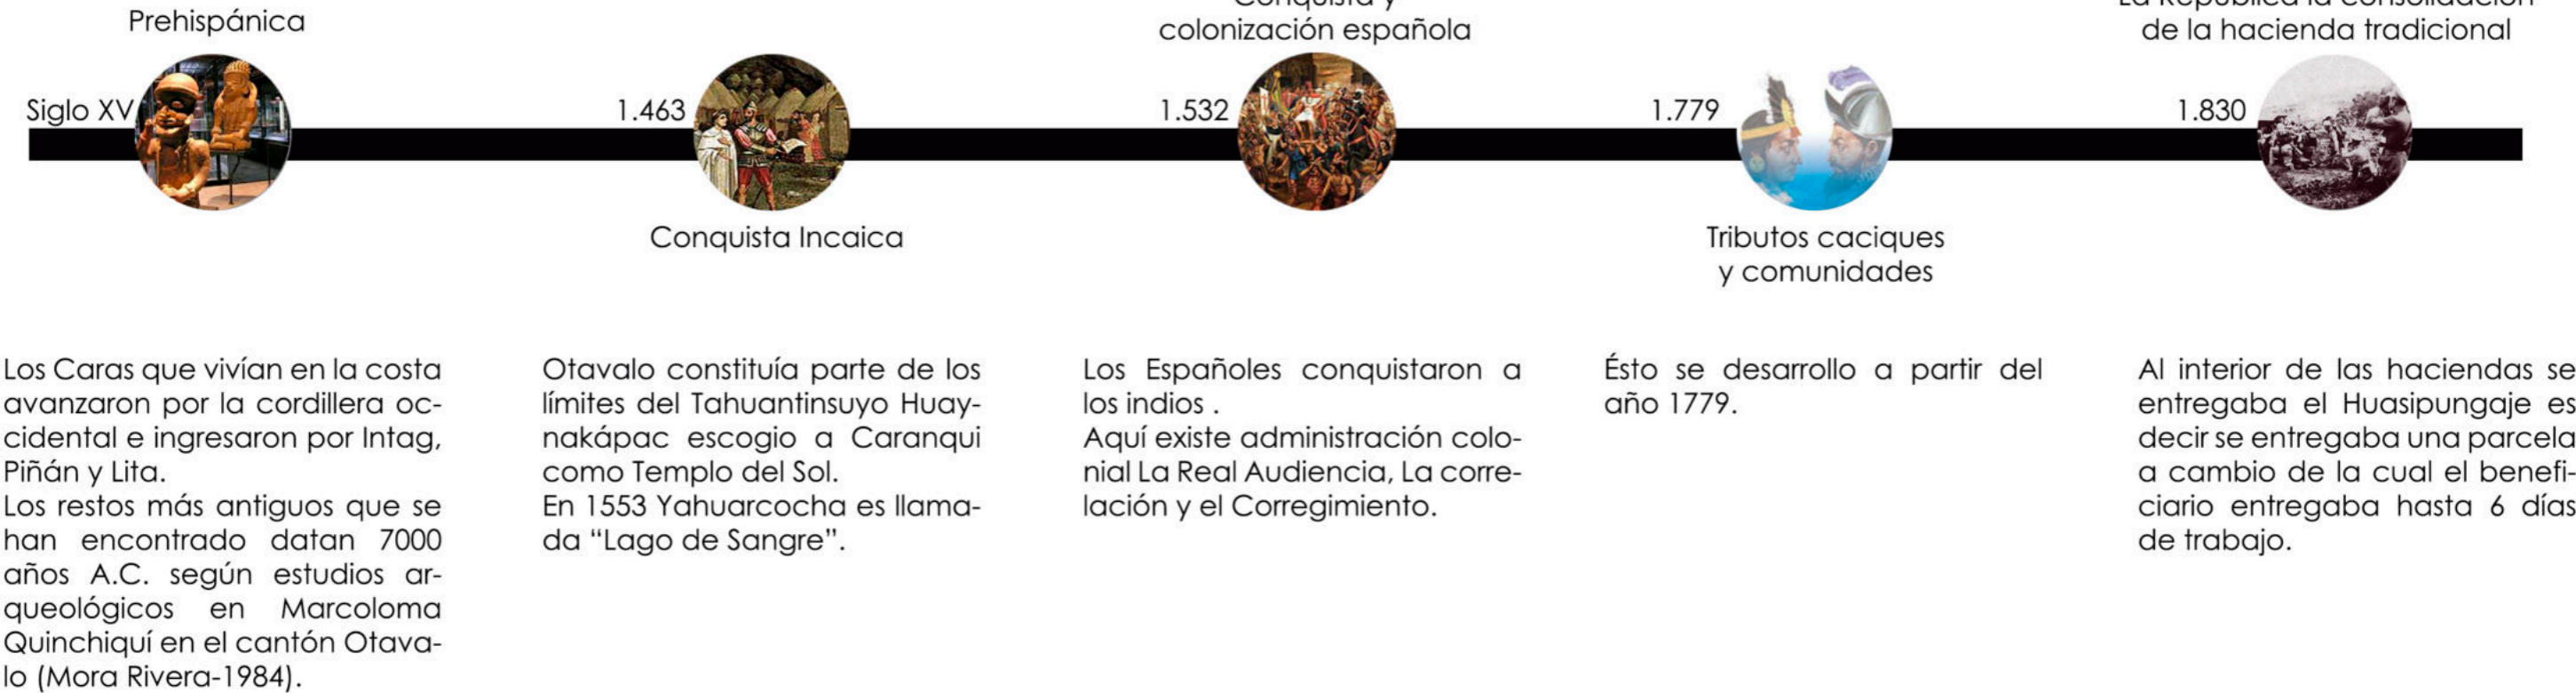 Prehispánica
Siglo XV
1.463
Conquista Incaica
Conquista y
colonización española
1.532
1.779
Tributos caciques
y comunidades
La República la consolidación
de la hacienda tradicional
1.830
Los Caras que vivían en la costa
avanzaron por la cordillera oc-
cidental e ingresaron por Intag,
Piñán y Lita.
Los restos más antiguos que se
han encontrado datan 7000
años A.C. según estudios ar-
queológicos en Marcoloma
Quinchiquí en el cantón Otava-
lo (Mora Rivera-1984).
Otavalo constituía parte de los
límites del Tahuantinsuyo Huay-
nakápac escogio a Caranqui
como Templo del Sol.
En 1553 Yahuarcocha es llama-
da “Lago de Sangre”.
Los Españoles conquistaron a
los indios .
Aquí existe administración colo-
nial La Real Audiencia, La corre-
lación y el Corregimiento.
Ésto se desarrollo a partir del
año 1779.
Al interior de las haciendas se
entregaba el Huasipungaje es
decir se entregaba una parcela
a cambio de la cual el benefi-
ciario entregaba hasta 6 días
de trabajo.